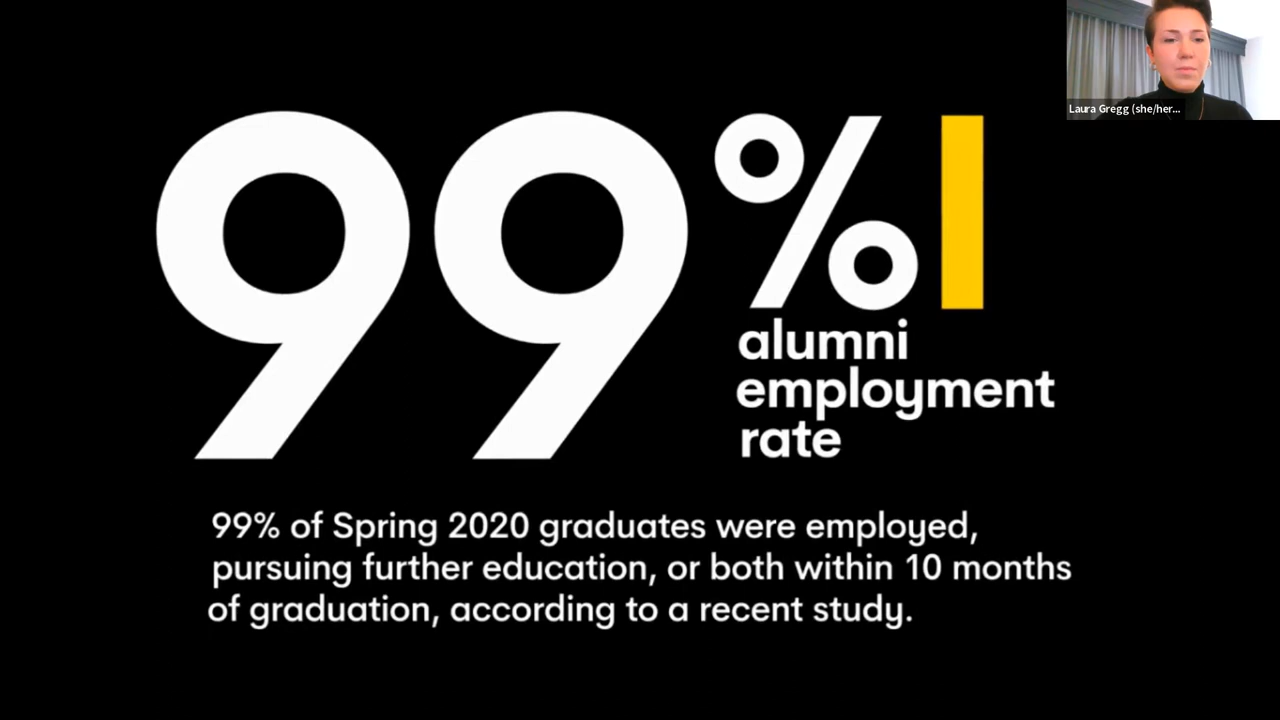 Laura Gregg (she/her...
99%
alumni
employment
rate
99% of Spring 2020 graduates were employed,
pursuing further education, or both within 10 months
of graduation, according to a recent study.